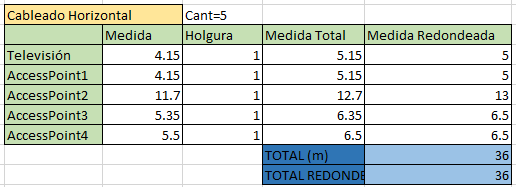 Cableado Horizontal Cant=5
Medida Holgura Medida Total Medida Redondeada
Televisión 4.15 1 5.15 5
AccessPoint1 4.15 1 5.15 5
AccessPoint2 11.7 1 12.7 13
AccessPoint3 5.35 1 6.35 6.5
AccessPoint4 5.5 1 6.5 6.5
TOTAL (m) 36
TOTAL REDONDE 36